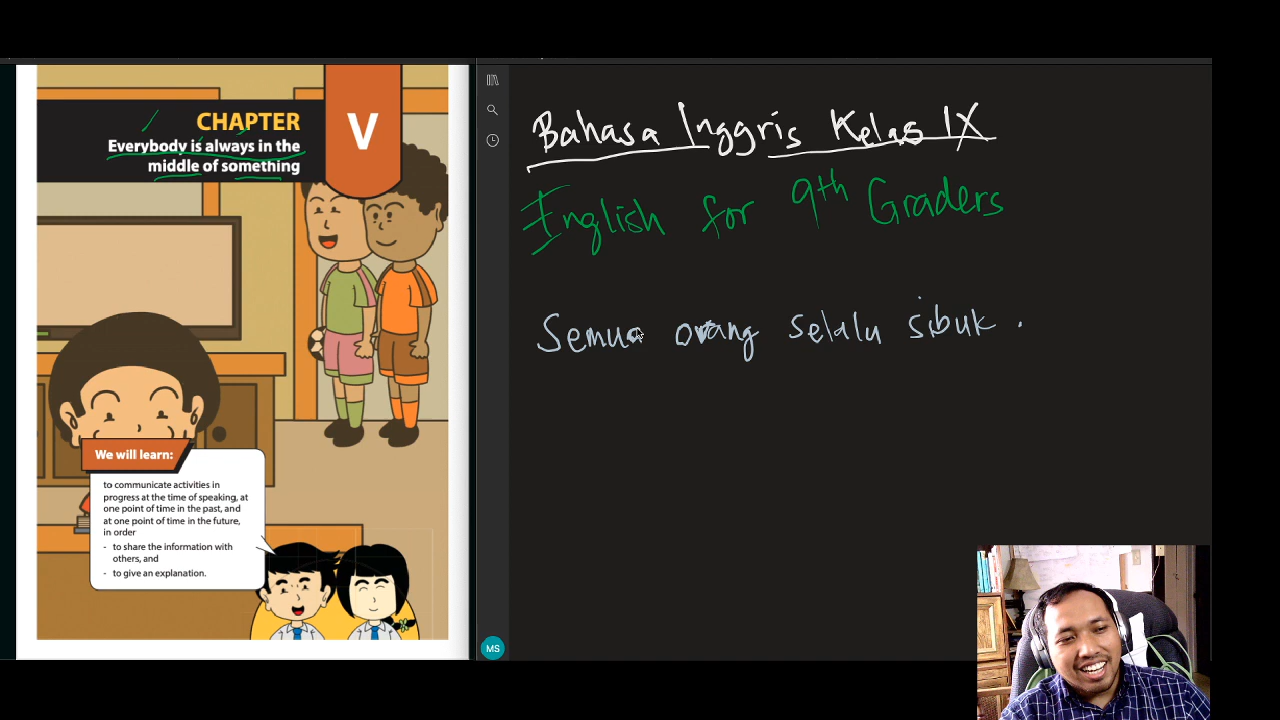 CHAPTER
V
Everybody is always in the
middle of something
We will learn:
to communicate activities in
progress at the time of speaking, at
one point of time in the past, and
at one point of time in the future,
in order
- to share the information with
others, and
- to give an explanation.
Bahasa Inggris Kelas IX
English for 9th Graders
Semua orang selalu sibuk.
MS